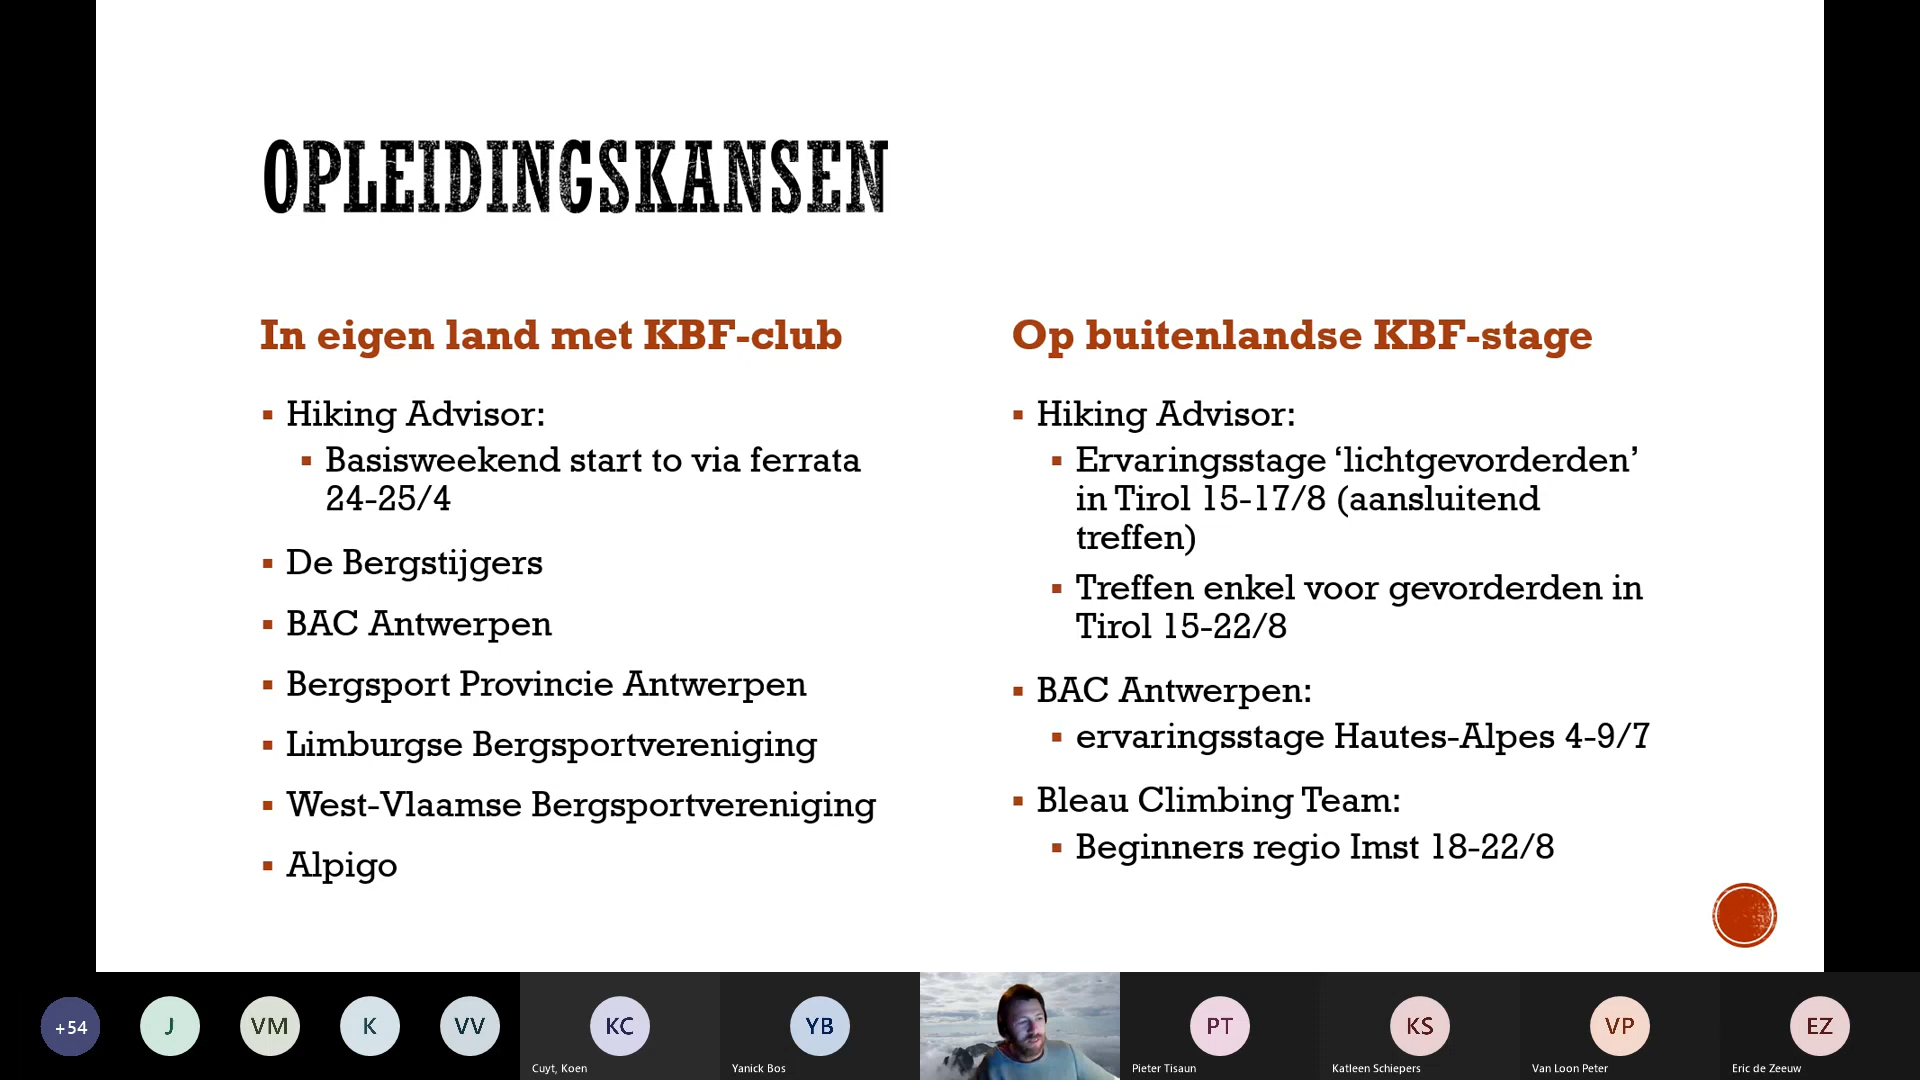 OPLEIDINGSKANSEN
In eigen land met KBF-club
Hiking Advisor:
Basisweekend start to via ferrata
24-25/4
De Bergstijgers
BAC Antwerpen
Bergsport Provincie Antwerpen
Limburgse Bergsportvereniging
West-Vlaamse Bergsportvereniging
Alpigo
Op buitenlandse KBF-stage
Hiking Advisor:
Ervaringsstage ‘lichtgevorderden’
in Tirol 15-17/8 (aansluitend
treffen)
Treffen enkel voor gevorderden in
Tirol 15-22/8
BAC Antwerpen:
ervaringsstage Hautes-Alpes 4-9/7
Bleau Climbing Team:
Beginners regio Imst 18-22/8
+54
J
VM
K
VV
KC
Cuyt, Koen
YB
Yanick Bos
PT
Pieter Tisaun
KS
Katleen Schiepers
VP
Van Loon Peter
EZ
Eric de Zeeuw